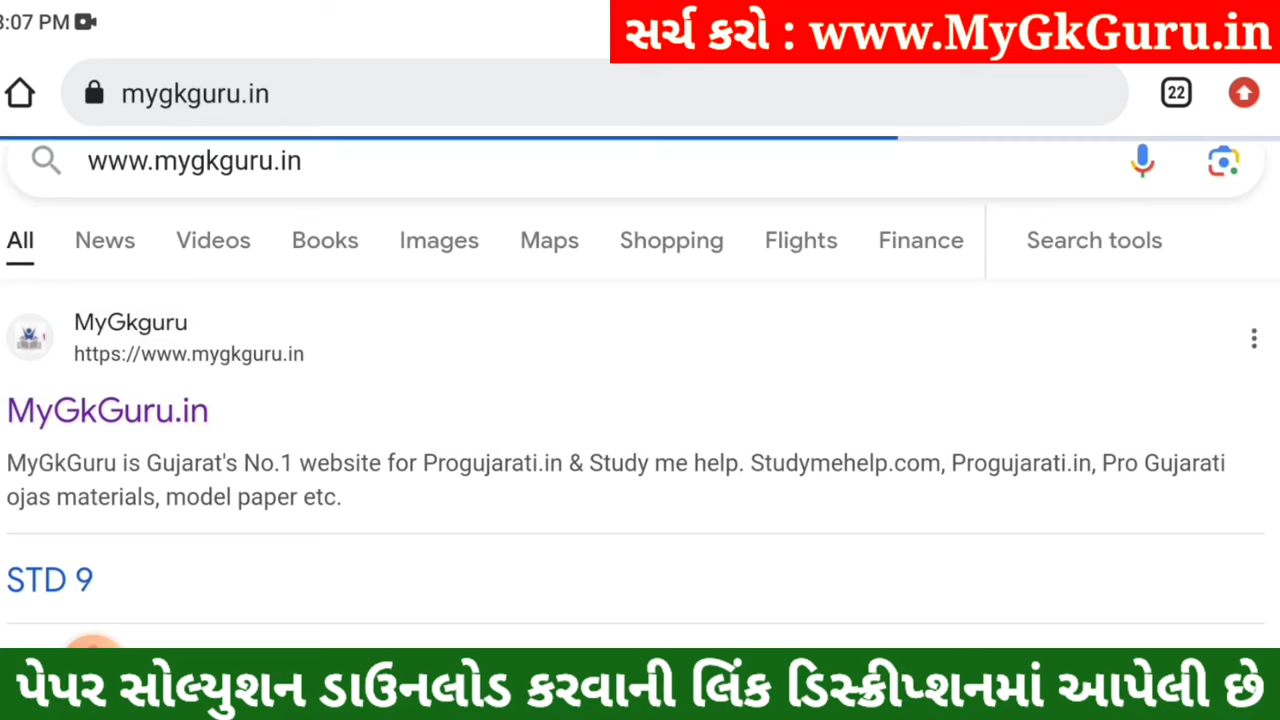 3:07 PM
સર્ચ કરો : www.MyGkGuru.in
mygkguru.in
22
www.mygkguru.in
All News Videos Books Images Maps Shopping Flights Finance Search tools
MyGkguru
https://www.mygkguru.in
MyGkGuru.in
MyGkGuru is Gujarat's No.1 website for Progujarati.in & Study me help. Studymehelp.com, Progujarati.in, Pro Gujarati
ojas materials, model paper etc.
STD 9
પેપર સોલ્યુશન ડાઉનલોડ કરવાની લિંક ડિસ્ક્રીપ્શનમાં આપેલી છે